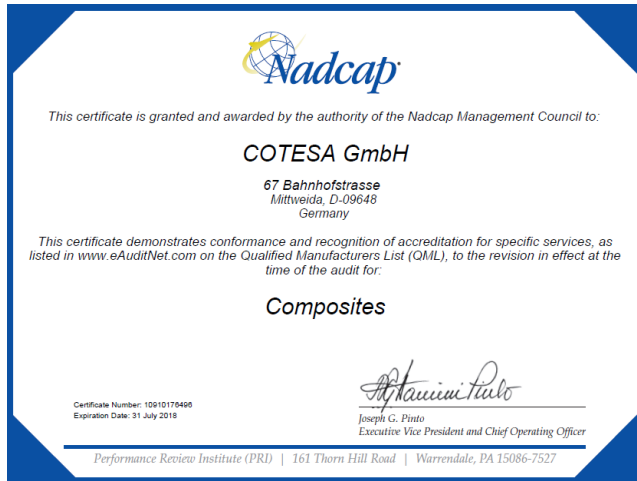 Nadcap
This certificate is granted and awarded by the authority of the Nadcap Management Council to:
COTESA GmbH
67 Bahnhofstrasse
Mittweida, D-09648
Germany
This certificate demonstrates conformance and recognition of accreditation for specific services, as
listed in www.eAuditNet.com on the Qualified Manufacturers List (QML), to the revision in effect at the
time of the audit for:
Composites
Certificate Number: 10910176496
Expiration Date: 31 July 2018
Joseph G. Pinto
Executive Vice President and Chief Operating Officer
Performance Review Institute (PRI) | 161 Thorn Hill Road | Warrendale, PA 15086-7527